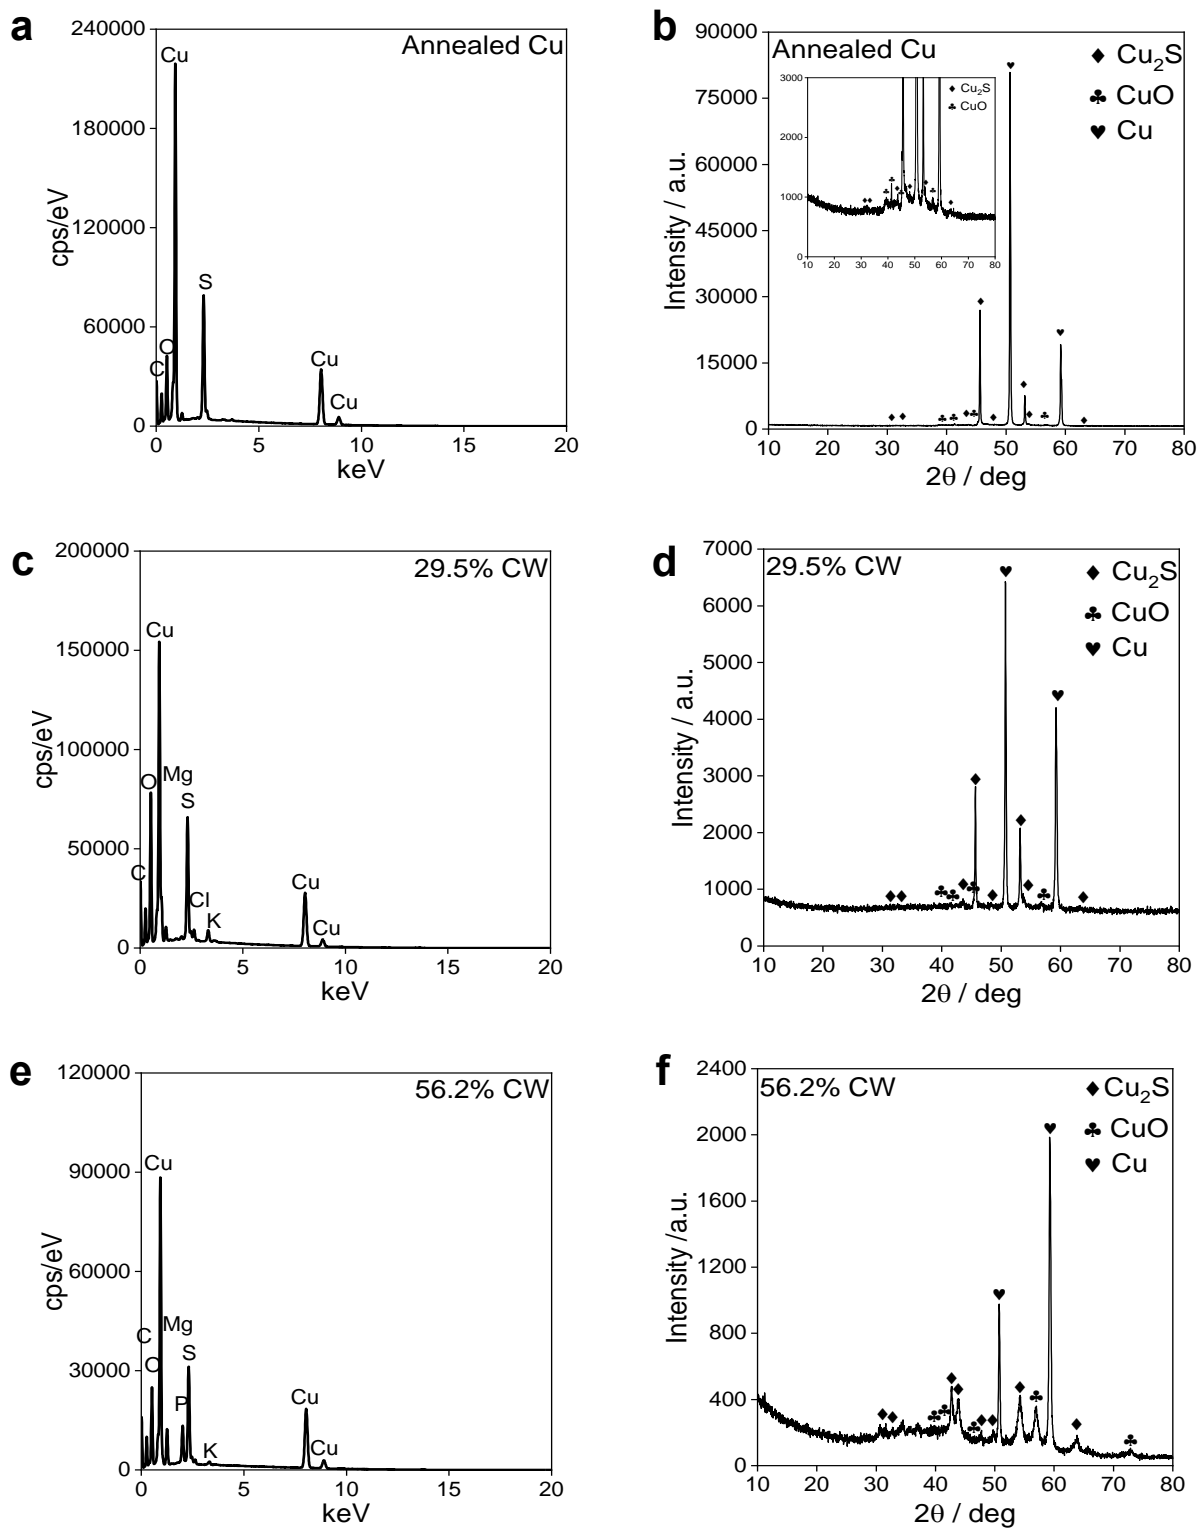 a
Annealed Cu
240000
180000
120000
60000
0
cps/eV
Cu
S
O
C
Cu
Cu
0 5 10 15 20
keV
b
Annealed Cu
♦ Cu₂S
♣ CuO
♥ Cu
90000
75000
60000
45000
30000
15000
0
Intensity / a.u.
3000
2000
1000
0
10 20 30 40 50 60 70 80
♦ Cu₂S
♣ CuO
10 20 30 40 50 60 70 80
2θ / deg
c
29.5% CW
200000
150000
100000
50000
0
cps/eV
Cu
O
Mg
S
C
Cl
K
Cu
Cu
0 5 10 15 20
keV
d
29.5% CW
♦ Cu₂S
♣ CuO
♥ Cu
7000
6000
5000
4000
3000
2000
1000
0
Intensity / a.u.
10 20 30 40 50 60 70 80
2θ / deg
e
56.2% CW
120000
90000
60000
30000
0
cps/eV
Cu
C
Mg
O
S
P
K
Cu
Cu
0 5 10 15 20
keV
f
56.2% CW
♦ Cu₂S
♣ CuO
♥ Cu
2400
2000
1600
1200
800
400
0
Intensity /a.u.
10 20 30 40 50 60 70 80
2θ / deg